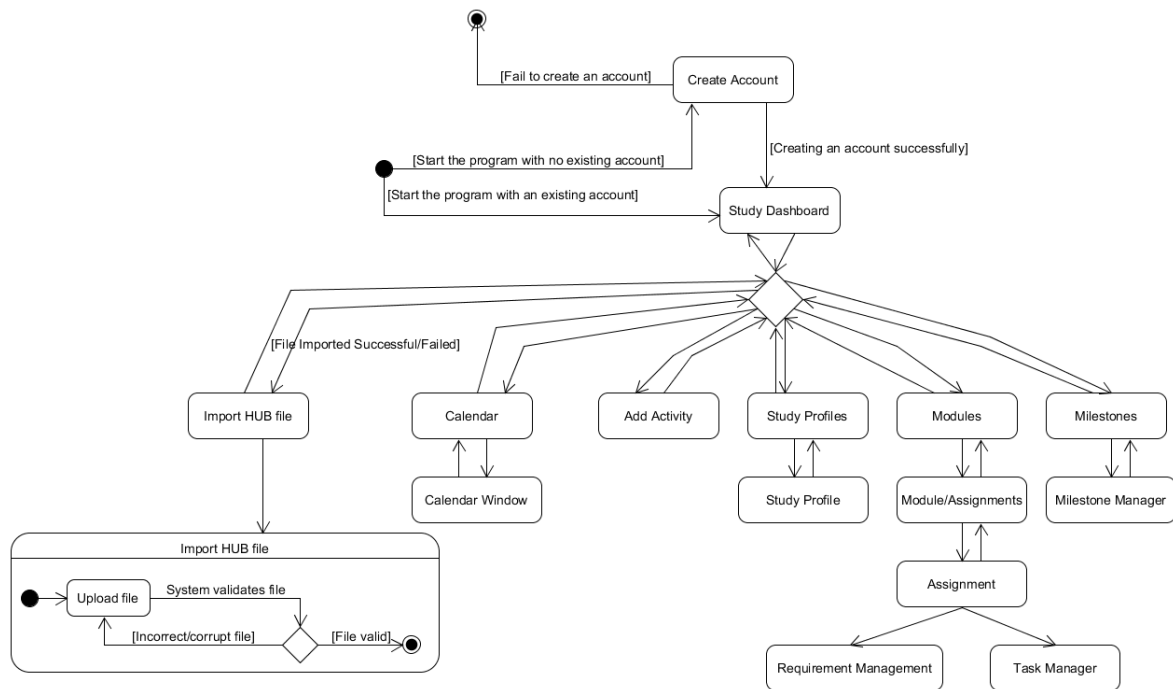 [Fail to create an account]
Create Account
[Creating an account successfully]
[Start the program with no existing account]
[Start the program with an existing account]
Study Dashboard
[File Imported Successful/Failed]
Import HUB file
Calendar
Add Activity
Study Profiles
Modules
Milestones
Calendar Window
Study Profile
Module/Assignments
Milestone Manager
Import HUB file
Upload file
System validates file
[Incorrect/corrupt file]
[File valid]
Assignment
Requirement Management
Task Manager